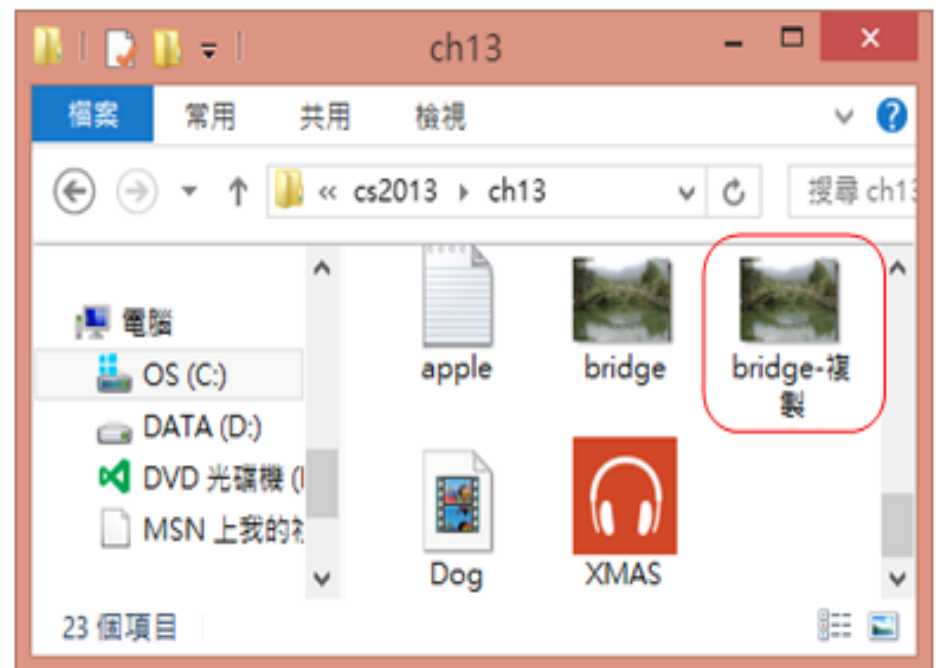 ch13
檔案 常用 共用 檢視
« cs2013 ▸ ch13
搜尋 ch13
電腦
OS (C:)
DATA (D:)
DVD 光碟機 (
MSN 上我的
apple
bridge
bridge-複
製
Dog
XMAS
23 個項目